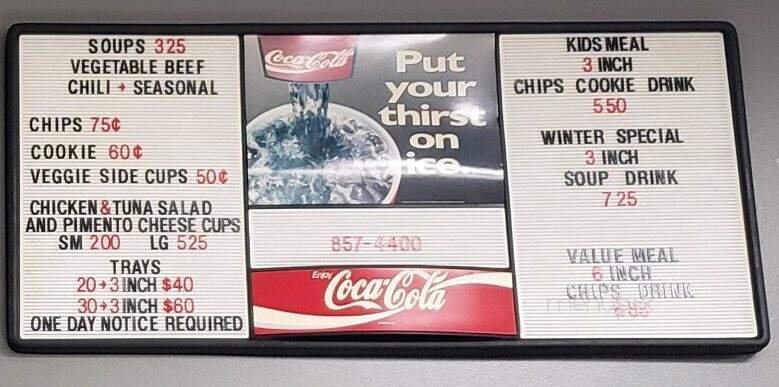 SOUPS 325
VEGETABLE BEEF
CHILI → SEASONAL
CHIPS 75¢
COOKIE 60¢
VEGGIE SIDE CUPS 50¢
CHICKEN & TUNA SALAD
AND PIMENTO CHEESE CUPS
SM 200 LG 525
TRAYS
20→3 INCH $40
30→3 INCH $60
ONE DAY NOTICE REQUIRED
Coca-Cola
Put
your
thirst
on
ice.
857-4400
Enjoy
Coca-Cola
KIDS MEAL
3 INCH
CHIPS COOKIE DRINK
550
WINTER SPECIAL
3 INCH
SOUP DRINK
725
VALUE MEAL
6 INCH
CHIPS DRINK